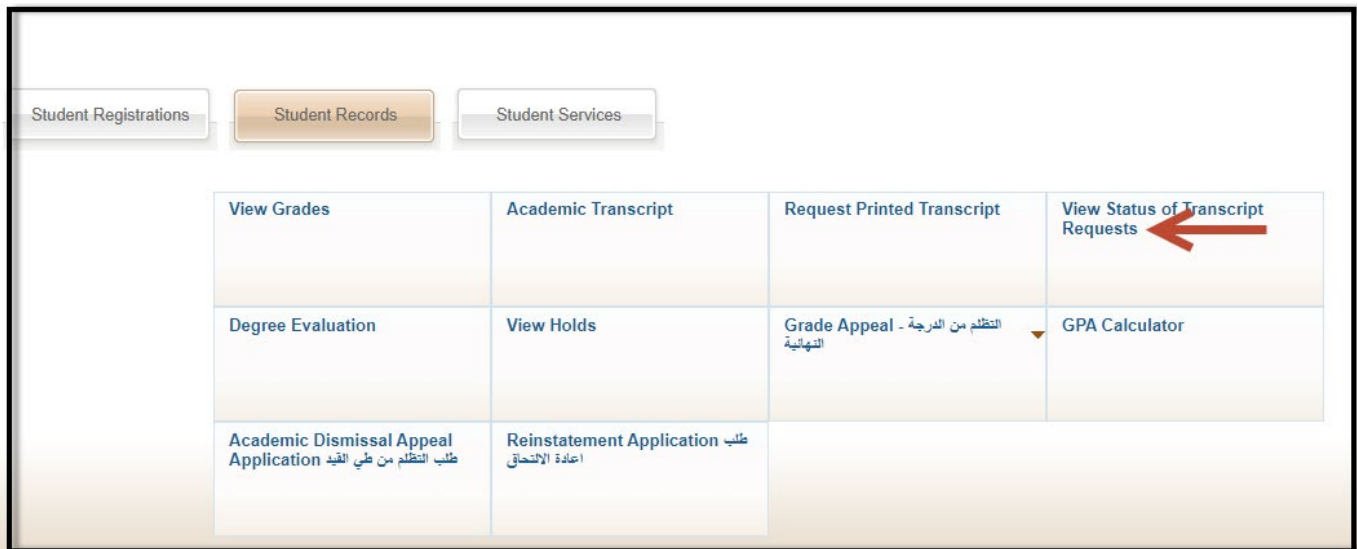 Student Registrations
Student Records
Student Services
View Grades
Academic Transcript
Request Printed Transcript
View Status of Transcript
Requests
Degree Evaluation
View Holds
Grade Appeal - التظلم من الدرجة
النهائية
GPA Calculator
Academic Dismissal Appeal
Application طلب التظلم من طي القيد
Reinstatement Application طلب
اعادة الالتحاق